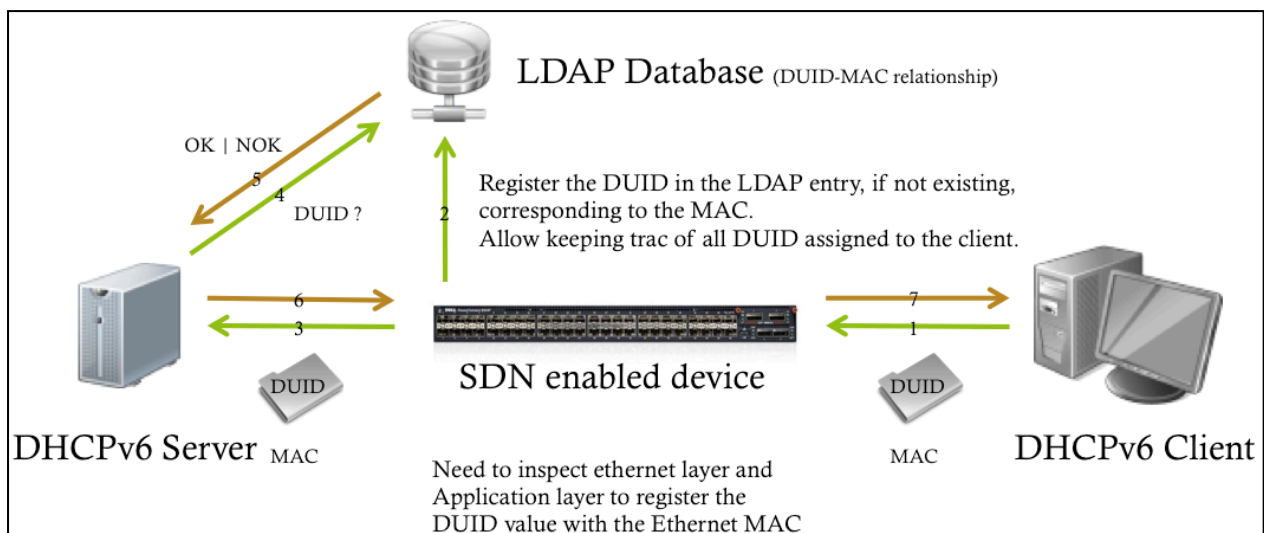 LDAP Database (DUID-MAC relationship)
OK | NOK
5
4
DUID ?
2
Register the DUID in the LDAP entry, if not existing,
corresponding to the MAC.
Allow keeping trac of all DUID assigned to the client.
6
3
7
1
DELL
DUID
MAC
SDN enabled device
DUID
MAC
DHCPv6 Server
DHCPv6 Client
Need to inspect ethernet layer and
Application layer to register the
DUID value with the Ethernet MAC